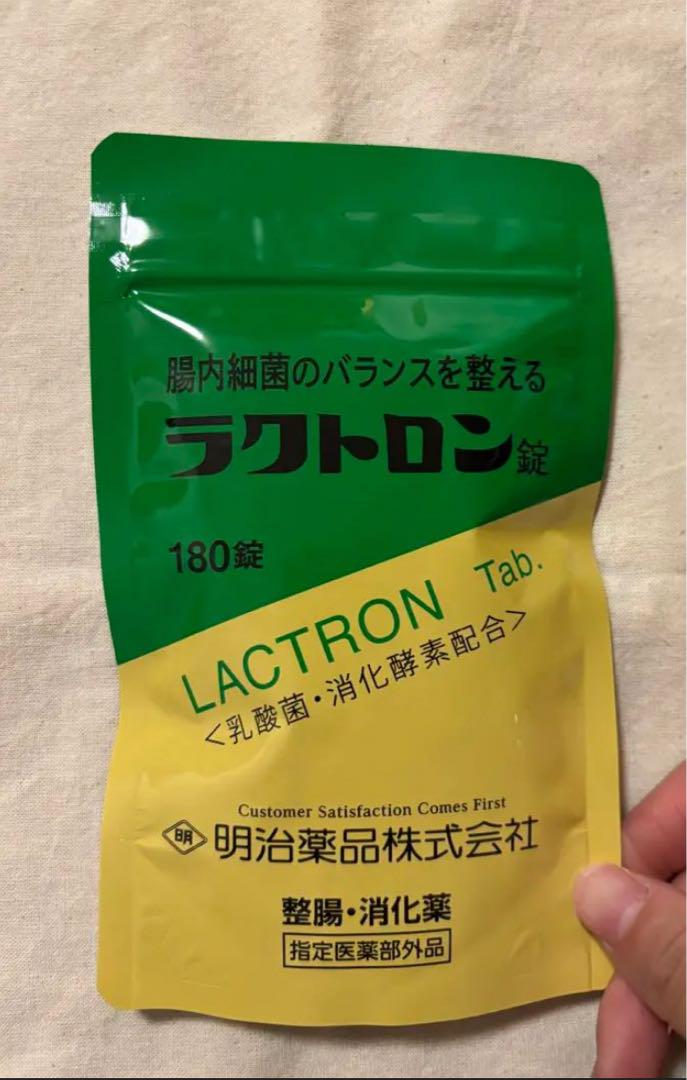 腸内細菌のバランスを整える
ラクトロン錠
180錠
LACTRON Tab.
<乳酸菌・消化酵素配合>
Customer Satisfaction Comes First
明 明治薬品株式会社
整腸・消化薬
指定医薬部外品